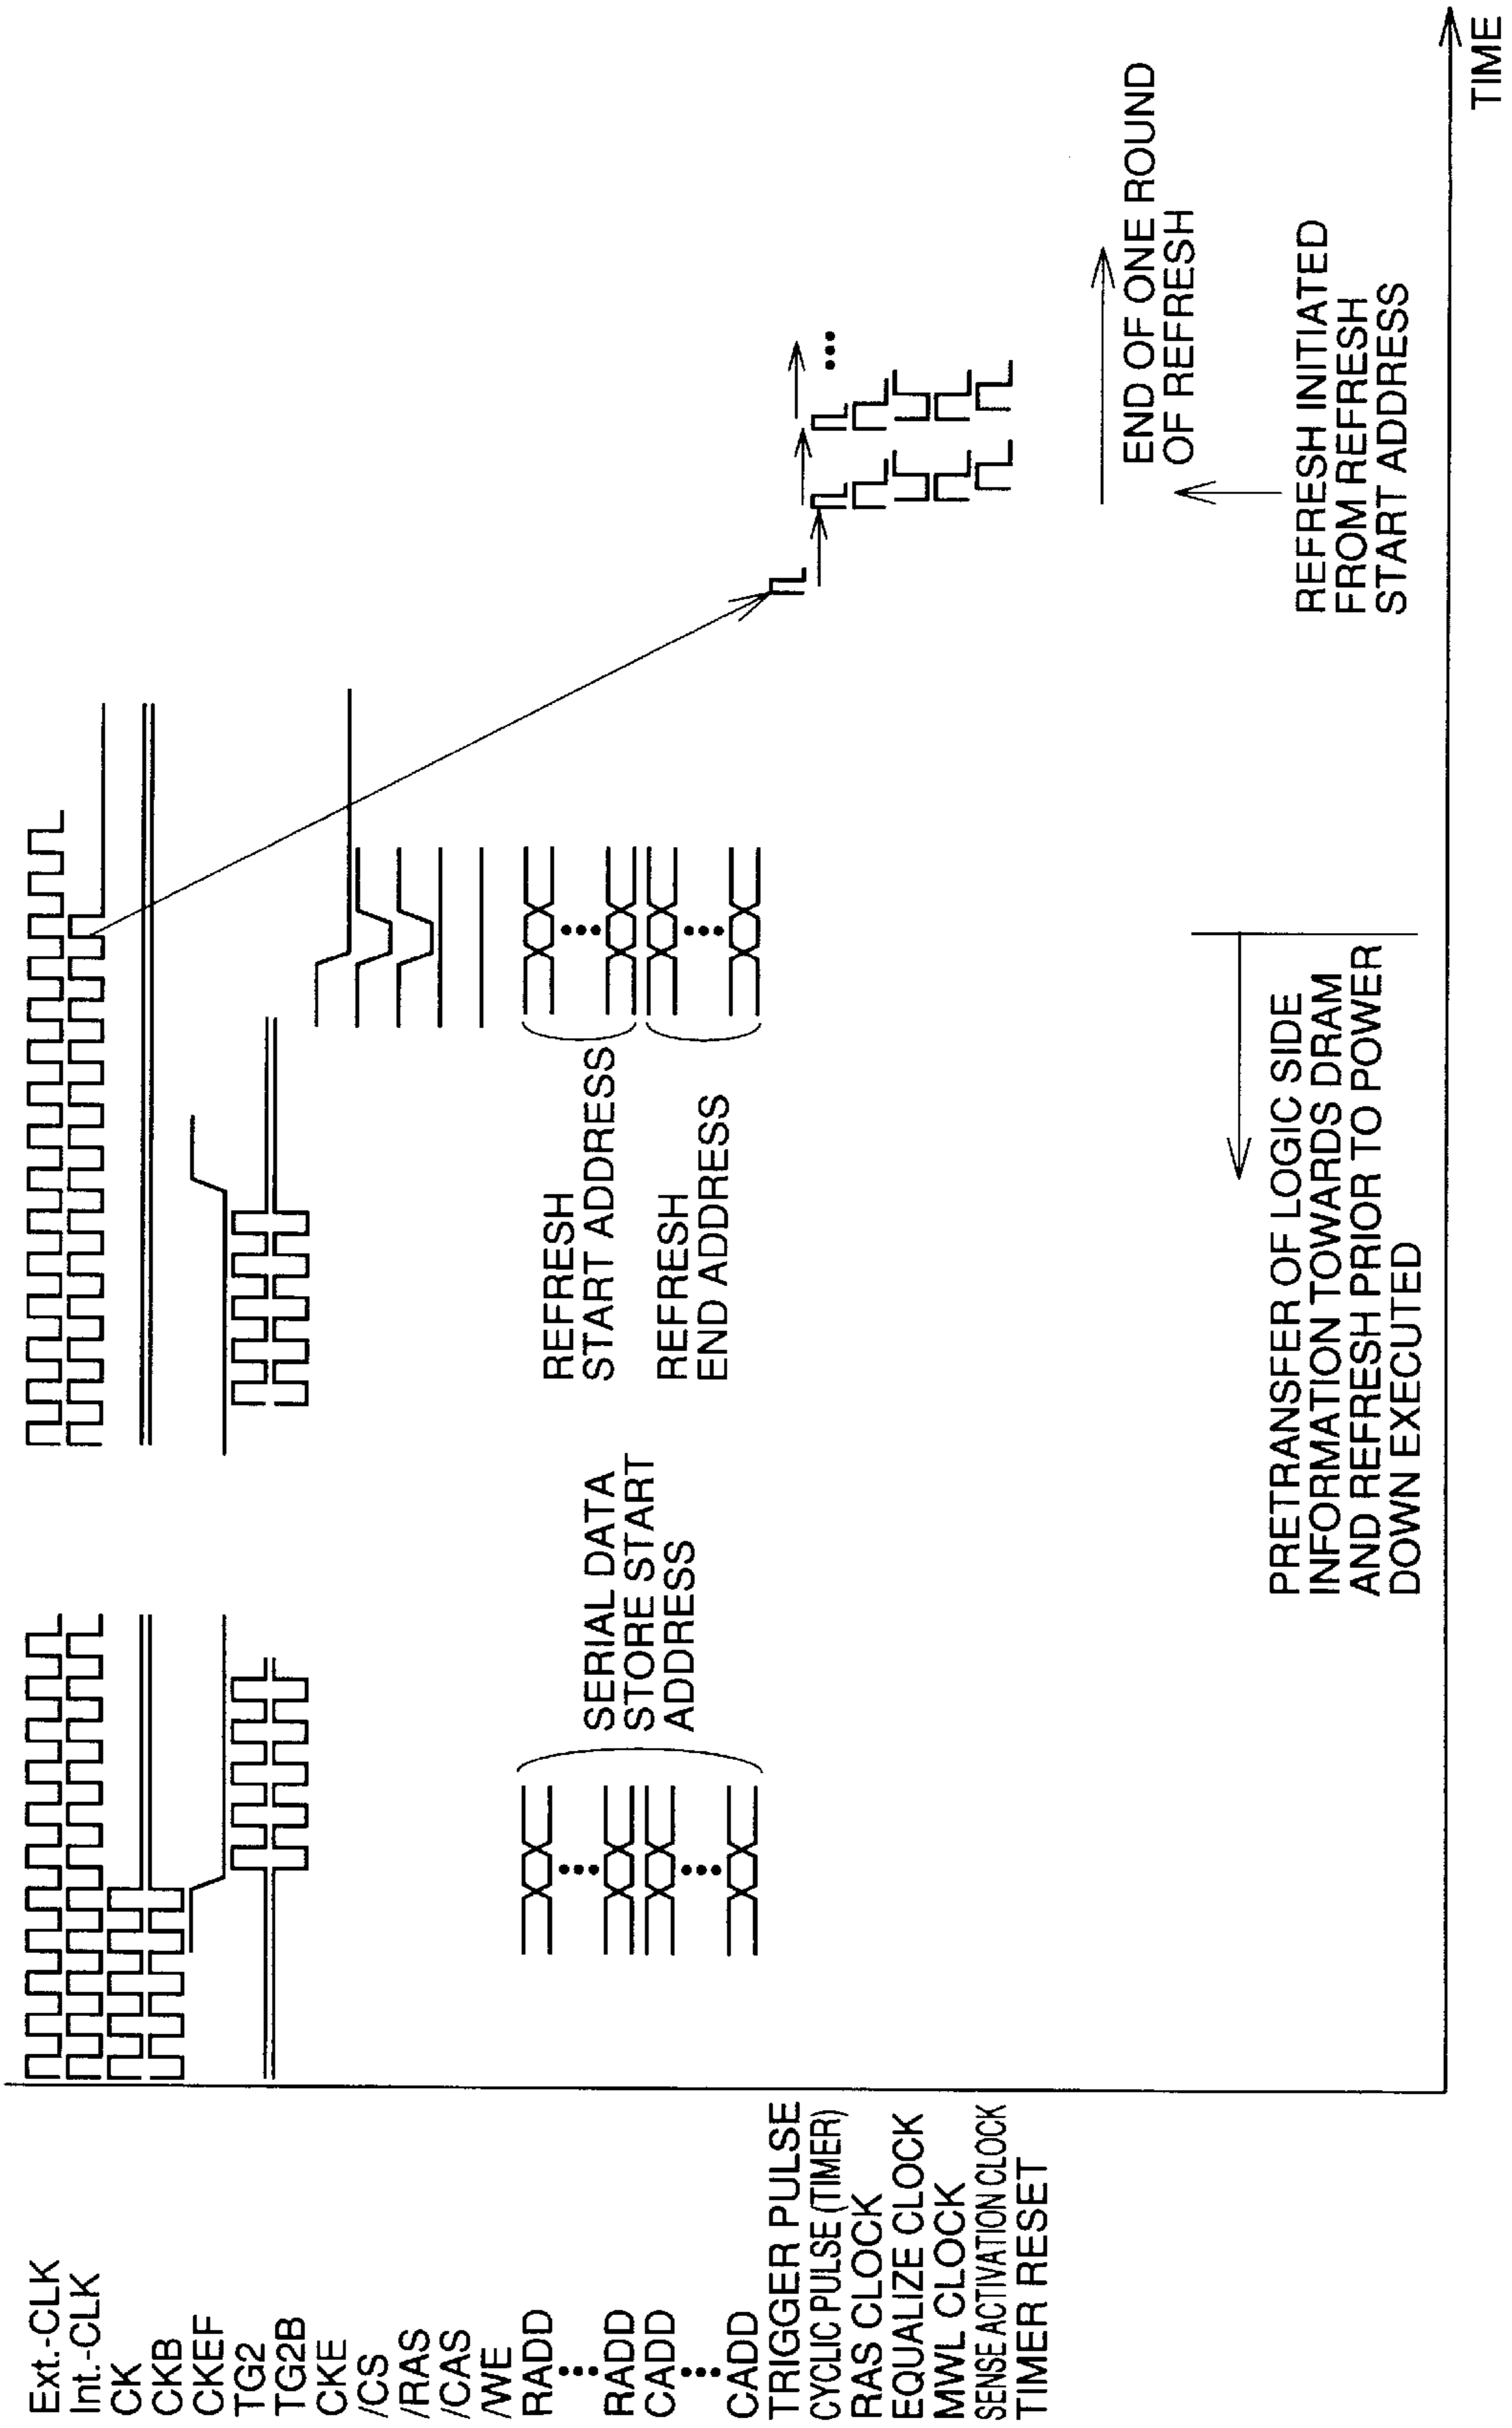 Ext.-CLK
Int.-CLK
CK
CKB
CKEF
TG2
TG2B
CKE
/CS
/RAS
/CAS
/WE
RADD
RADD
CADD
CADD
TRIGGER PULSE
CYCLIC PULSE (TIMER)
RAS CLOCK
EQUALIZE CLOCK
MWL CLOCK
SENSE ACTIVATION CLOCK
TIMER RESET
SERIAL DATA
STORE START
ADDRESS
REFRESH
START ADDRESS
REFRESH
END ADDRESS
PRETRANSFER OF LOGIC SIDE
INFORMATION TOWARDS DRAM
AND REFRESH PRIOR TO POWER
DOWN EXECUTED
END OF ONE ROUND
OF REFRESH
REFRESH INITIATED
FROM REFRESH
START ADDRESS
TIME